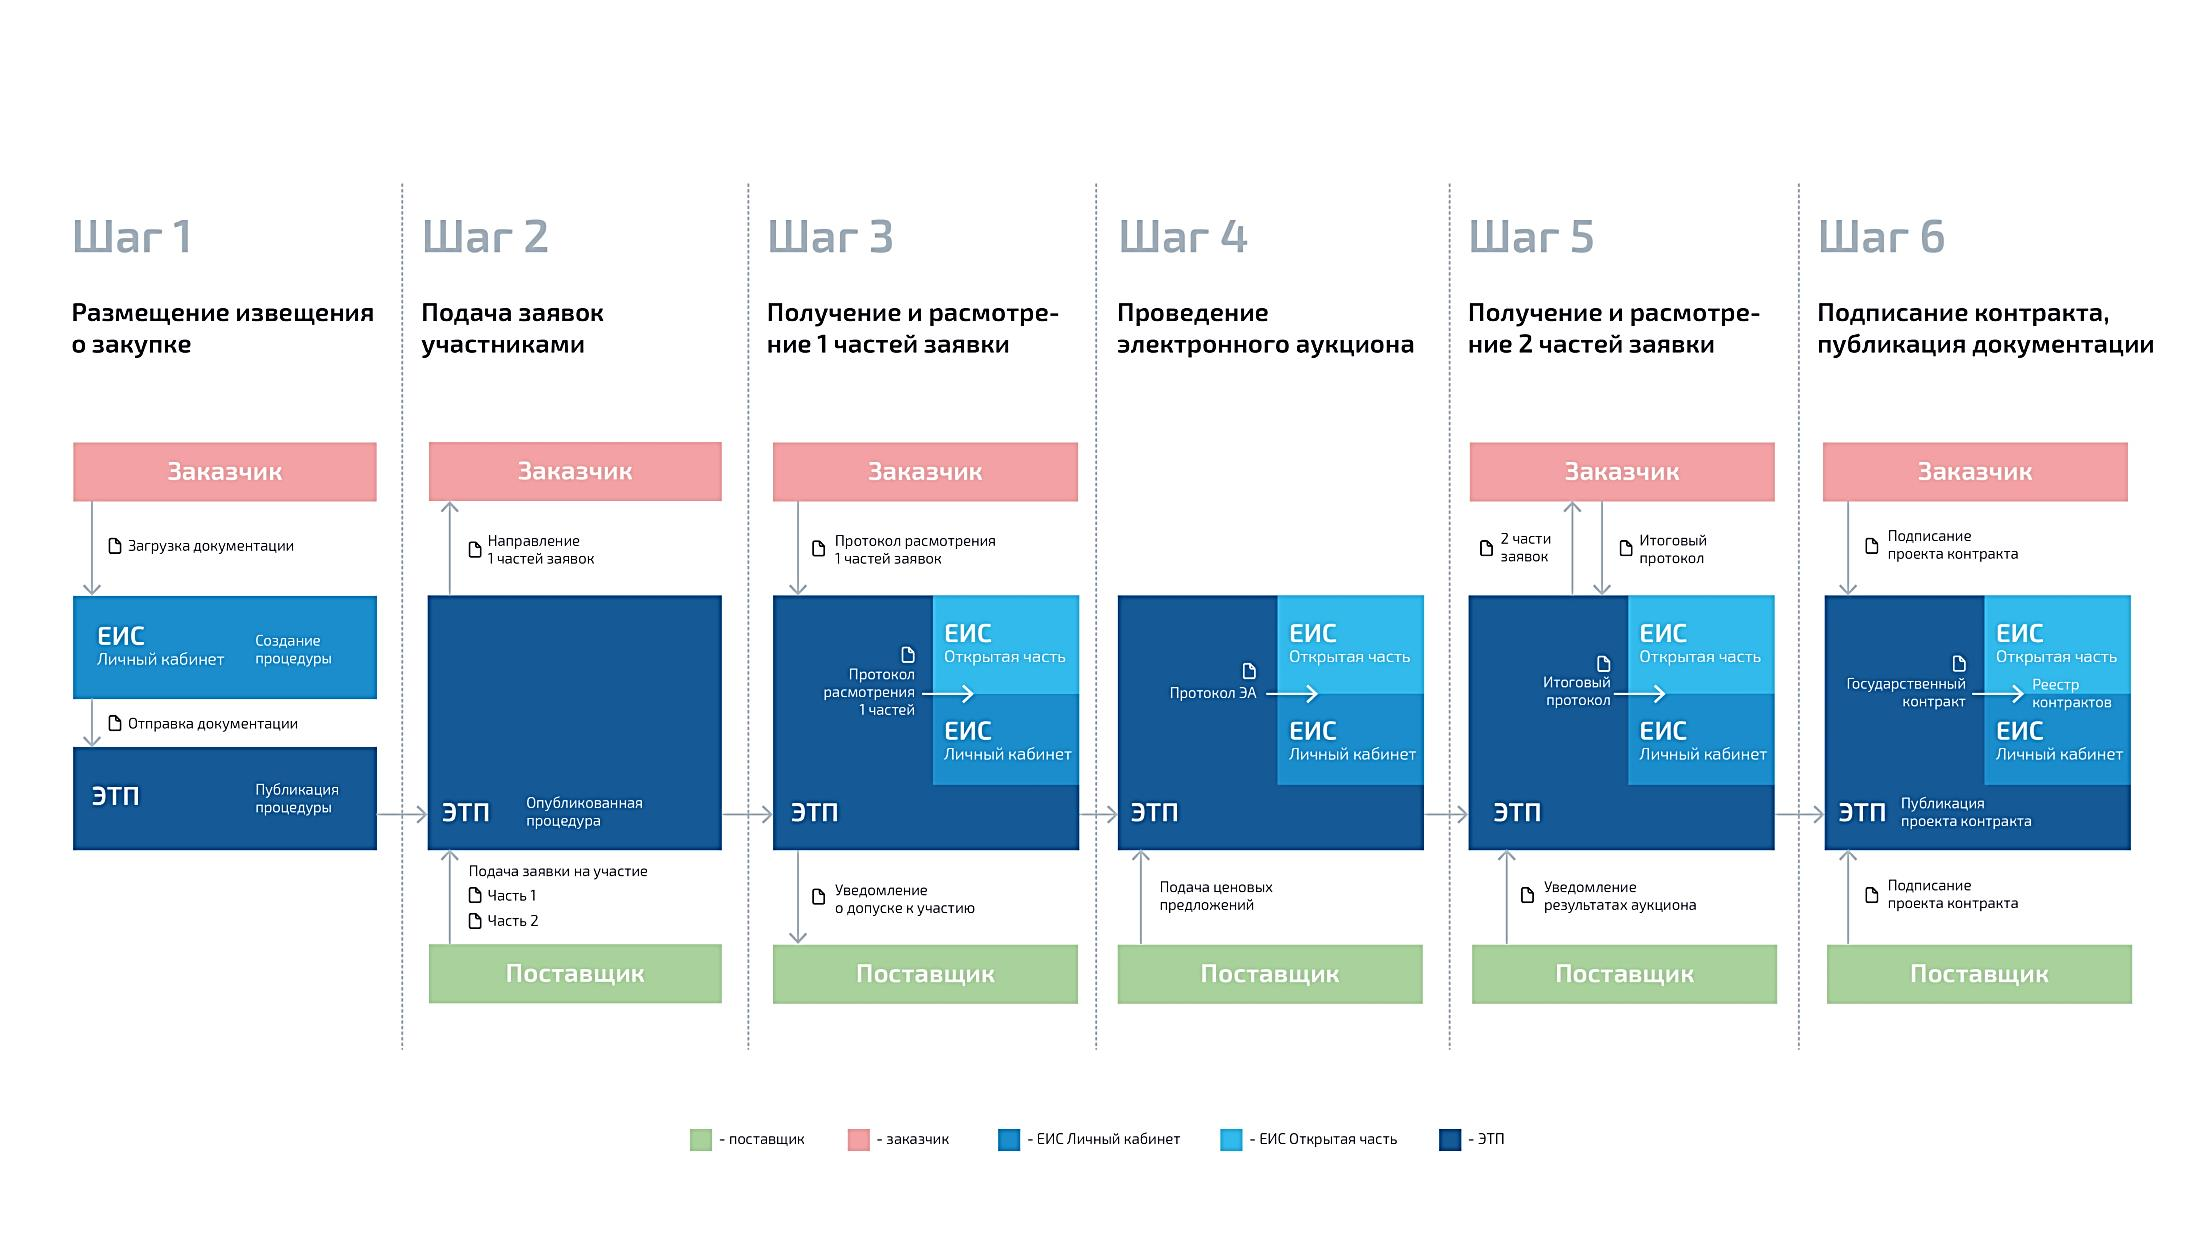 Шаг 1
Размещение извещения
о закупке
Заказчик
Загрузка документации
ЕИС
Личный кабинет
Создание
процедуры
Отправка документации
ЭТП
Публикация
процедуры
Шаг 2
Подача заявок
участниками
Заказчик
Направление
1 частей заявок
ЭТП
Опубликованная
процедура
Подача заявки на участие
Часть 1
Часть 2
Поставщик
Шаг 3
Получение и расмотре-
ние 1 частей заявки
Заказчик
Протокол расмотрения
1 частей заявок
Протокол
расмотрения
1 частей
ЕИС
Открытая часть
ЕИС
Личный кабинет
ЭТП
Уведомление
о допуске к участию
Поставщик
Шаг 4
Проведение
электронного аукциона
Протокол ЭА
ЕИС
Открытая часть
ЕИС
Личный кабинет
ЭТП
Подача ценовых
предложений
Поставщик
Шаг 5
Получение и расмотре-
ние 2 частей заявки
Заказчик
2 части
заявок
Итоговый
протокол
Итоговый
протокол
ЕИС
Открытая часть
ЕИС
Личный кабинет
ЭТП
Уведомление
результатах аукциона
Поставщик
Шаг 6
Подписание контракта,
публикация документации
Заказчик
Подписание
проекта контракта
Государственный
контракт
ЕИС
Открытая часть
Реестр
контрактов
ЕИС
Личный кабинет
ЭТП
Публикация
проекта контракта
Подписание
проекта контракта
Поставщик
- поставщик
- заказчик
- ЕИС Личный кабинет
- ЕИС Открытая часть
- ЭТП